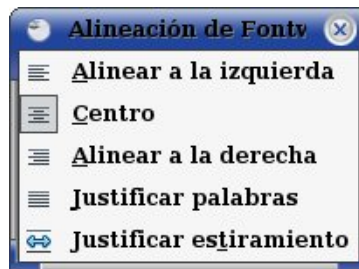 Alineación de Fontw
Alinear a la izquierda
Centro
Alinear a la derecha
Justificar palabras
Justificar estiramiento